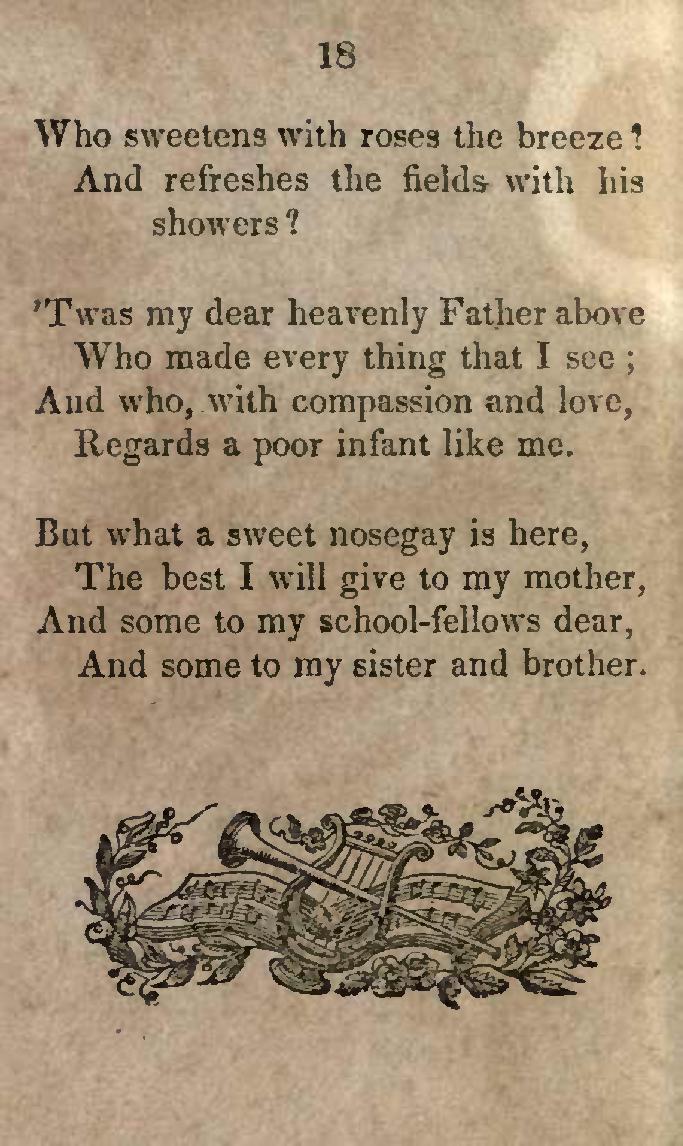 18
Who sweetens with roses the breeze?
And refreshes the fields with his
showers?
'Twas my dear heavenly Father above
Who made every thing that I see ;
And who, with compassion and love,
Regards a poor infant like me.
But what a sweet nosegay is here,
The best I will give to my mother,
And some to my school-fellows dear,
And some to my sister and brother.